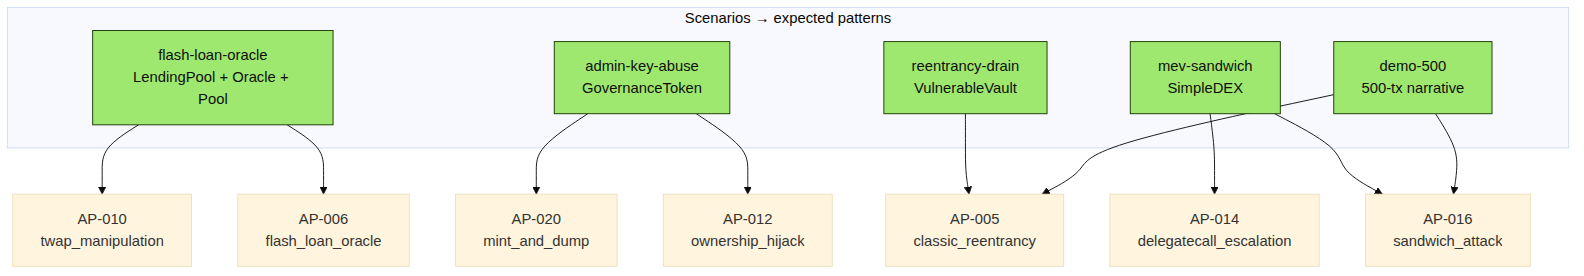 Scenarios → expected patterns
flash-loan-oracle
LendingPool + Oracle +
Pool
admin-key-abuse
GovernanceToken
reentrancy-drain
VulnerableVault
mev-sandwich
SimpleDEX
demo-500
500-tx narrative
AP-010
twap_manipulation
AP-006
flash_loan_oracle
AP-020
mint_and_dump
AP-012
ownership_hijack
AP-005
classic_reentrancy
AP-014
delegatecall_escalation
AP-016
sandwich_attack